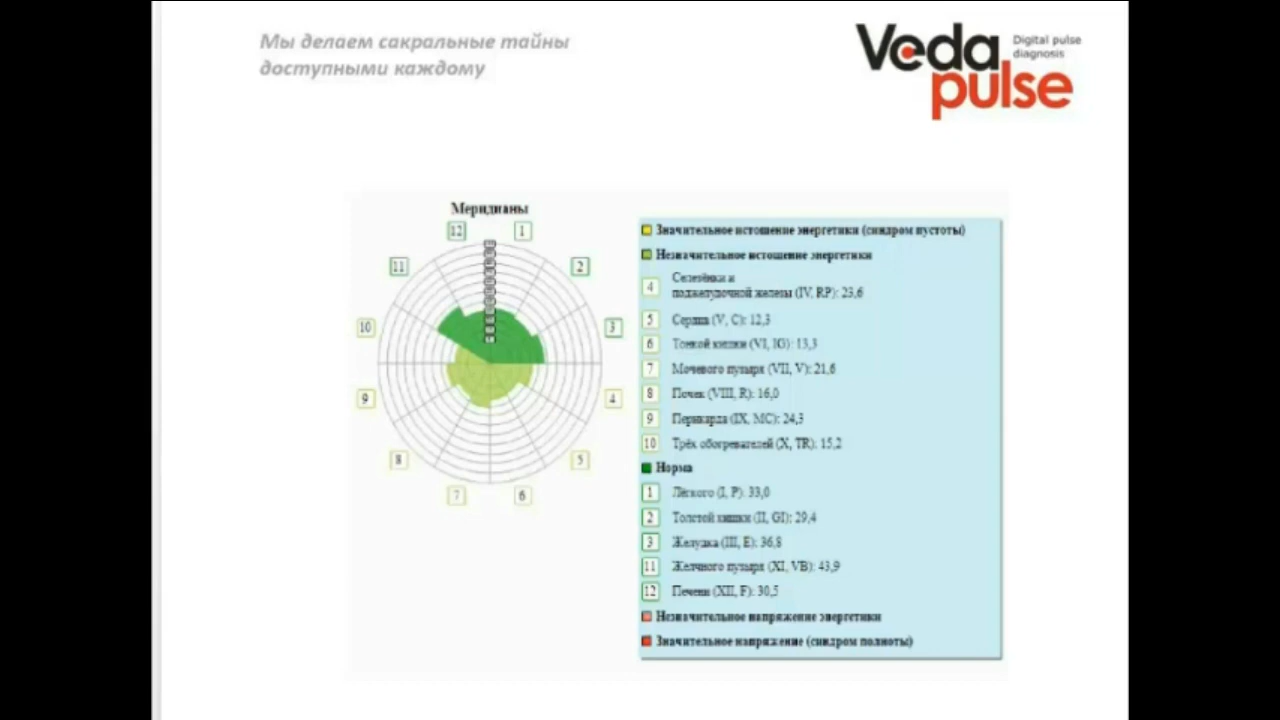 Мы делаем сакральные тайны
доступными каждому
Veda
pulse
Digital pulse
diagnosis
Меридианы
12
1
11
2
10
3
9
4
8
5
7
6
Значительное истощение энергетики (синдром пустоты)
Незначительное истощение энергетики
4 Селезёнки и
поджелудочной железы (IV, RP): 23,6
5 Сердца (V, C): 12,3
6 Тонкой кишки (VI, IG): 13,3
7 Мочевого пузыря (VII, V): 21,6
8 Почек (VIII, R): 16,0
9 Перикарда (IX, MC): 24,3
10 Трёх обогревателей (X, TR): 15,2
Норма
1 Лёгкого (I, P): 33,0
2 Толстой кишки (II, GI): 29,4
3 Желудка (III, E): 36,8
11 Желчного пузыря (XI, VB): 43,9
12 Печени (XII, F): 30,5
Незначительное напряжение энергетики
Значительное напряжение (синдром полноты)